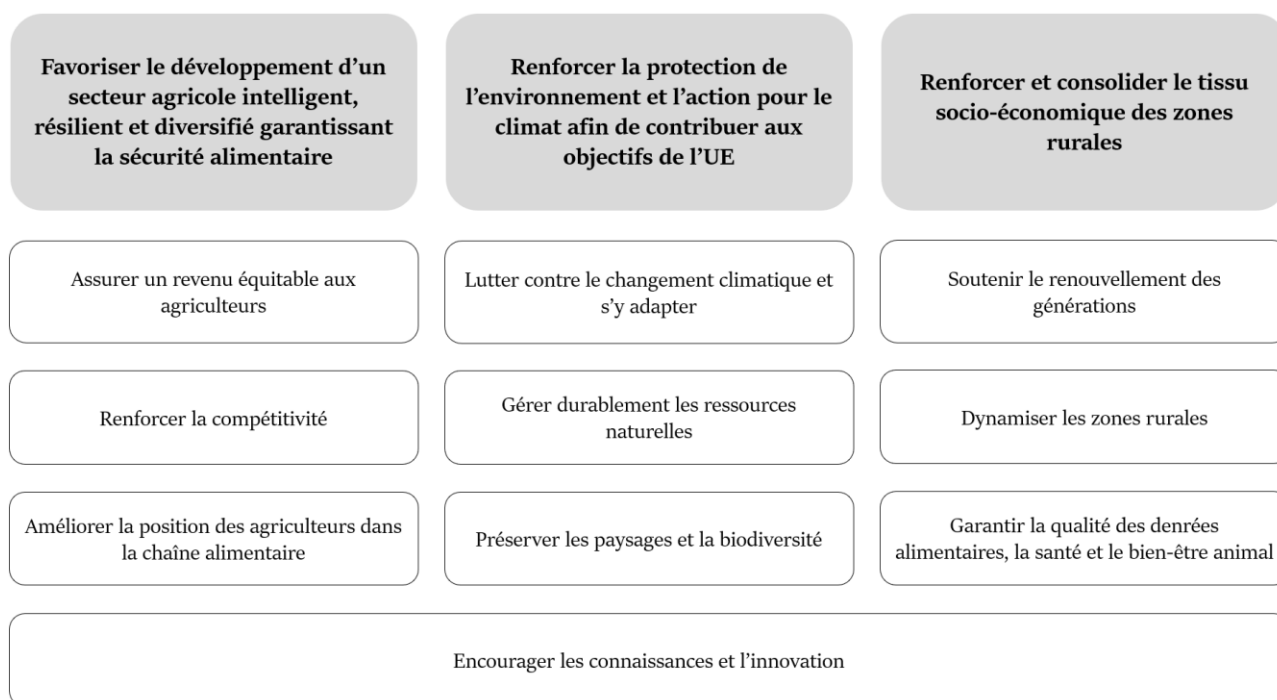 Favoriser le développement d’un
secteur agricole intelligent,
résilient et diversifié garantissant
la sécurité alimentaire
Renforcer la protection de
l’environnement et l’action pour le
climat afin de contribuer aux
objectifs de l’UE
Renforcer et consolider le tissu
socio-économique des zones
rurales
Assurer un revenu équitable aux
agriculteurs
Lutter contre le changement climatique et
s’y adapter
Soutenir le renouvellement des
générations
Renforcer la compétitivité
Gérer durablement les ressources
naturelles
Dynamiser les zones rurales
Améliorer la position des agriculteurs dans
la chaîne alimentaire
Préserver les paysages et la biodiversité
Garantir la qualité des denrées
alimentaires, la santé et le bien-être animal
Encourager les connaissances et l’innovation